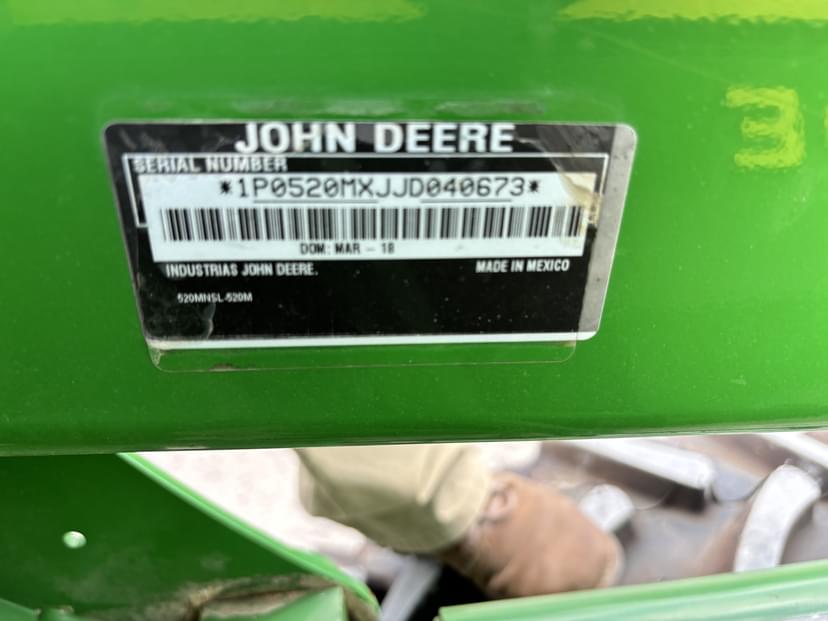 JOHN DEERE
SERIAL NUMBER
*1P0520MXJJD040673*
DOM: MAR - 18
INDUSTRIAS JOHN DEERE.
MADE IN MEXICO
520MNSL-520M
3